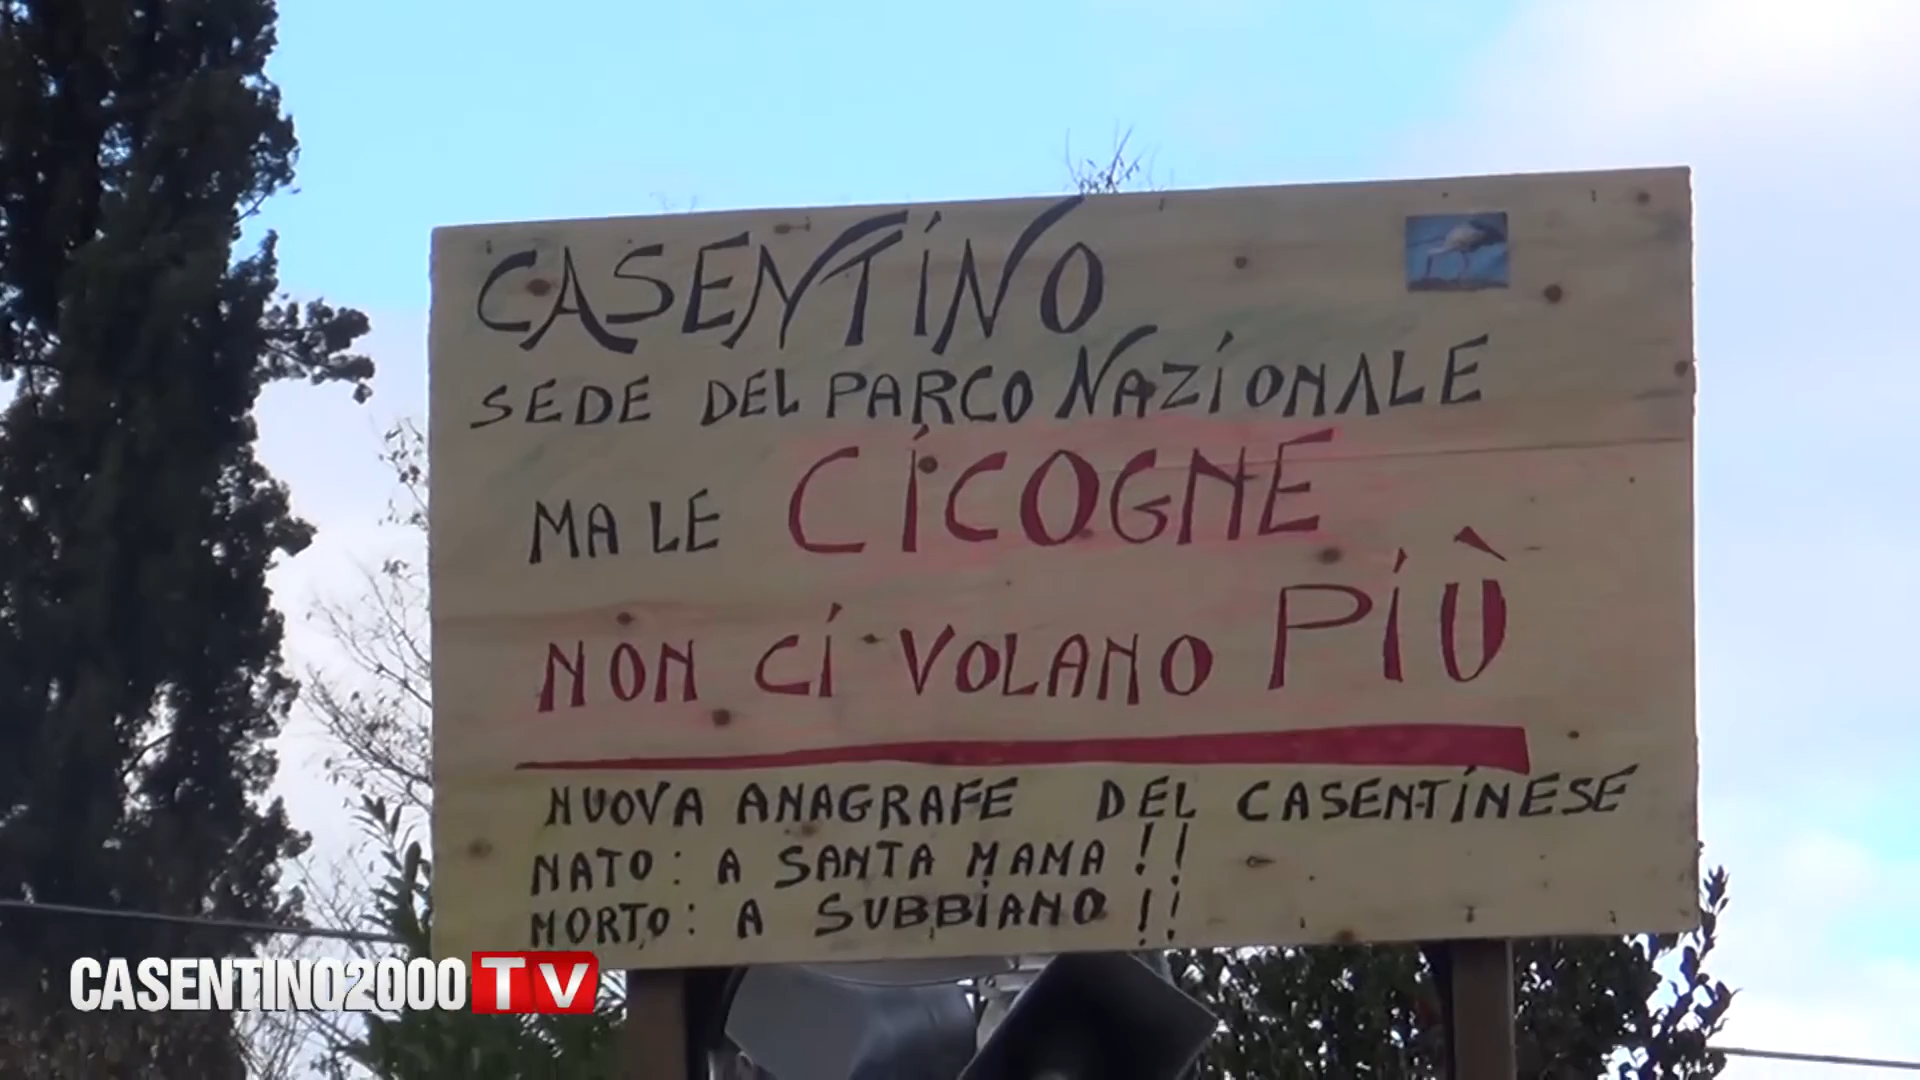 CASENTINO
SEDE DEL PARCO NAZIONALE
MA LE CICOGNE
NON CI VOLANO PIÙ
NUOVA ANAGRAFE DEL CASENTINESE
NATO: A SANTA MAMA!!
MORTO: A SUBBIANO!!
CASENTINO2000 TV